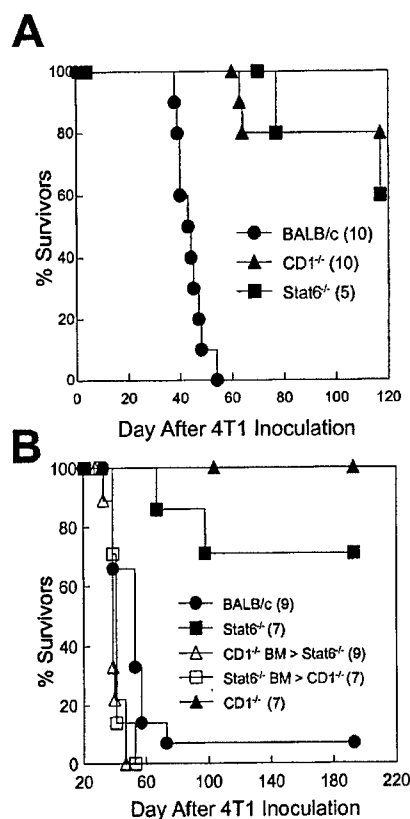 A
100
80
60
40
20
0
% Survivors
BALB/c (10)
CD1-/- (10)
Stat6-/- (5)
0 20 40 60 80 100 120
Day After 4T1 Inoculation
B
100
80
60
40
20
0
% Survivors
BALB/c (9)
Stat6-/- (7)
CD1-/- BM > Stat6-/- (9)
Stat6-/- BM > CD1-/- (7)
CD1-/- (7)
20 60 100 140 180 220
Day After 4T1 Inoculation